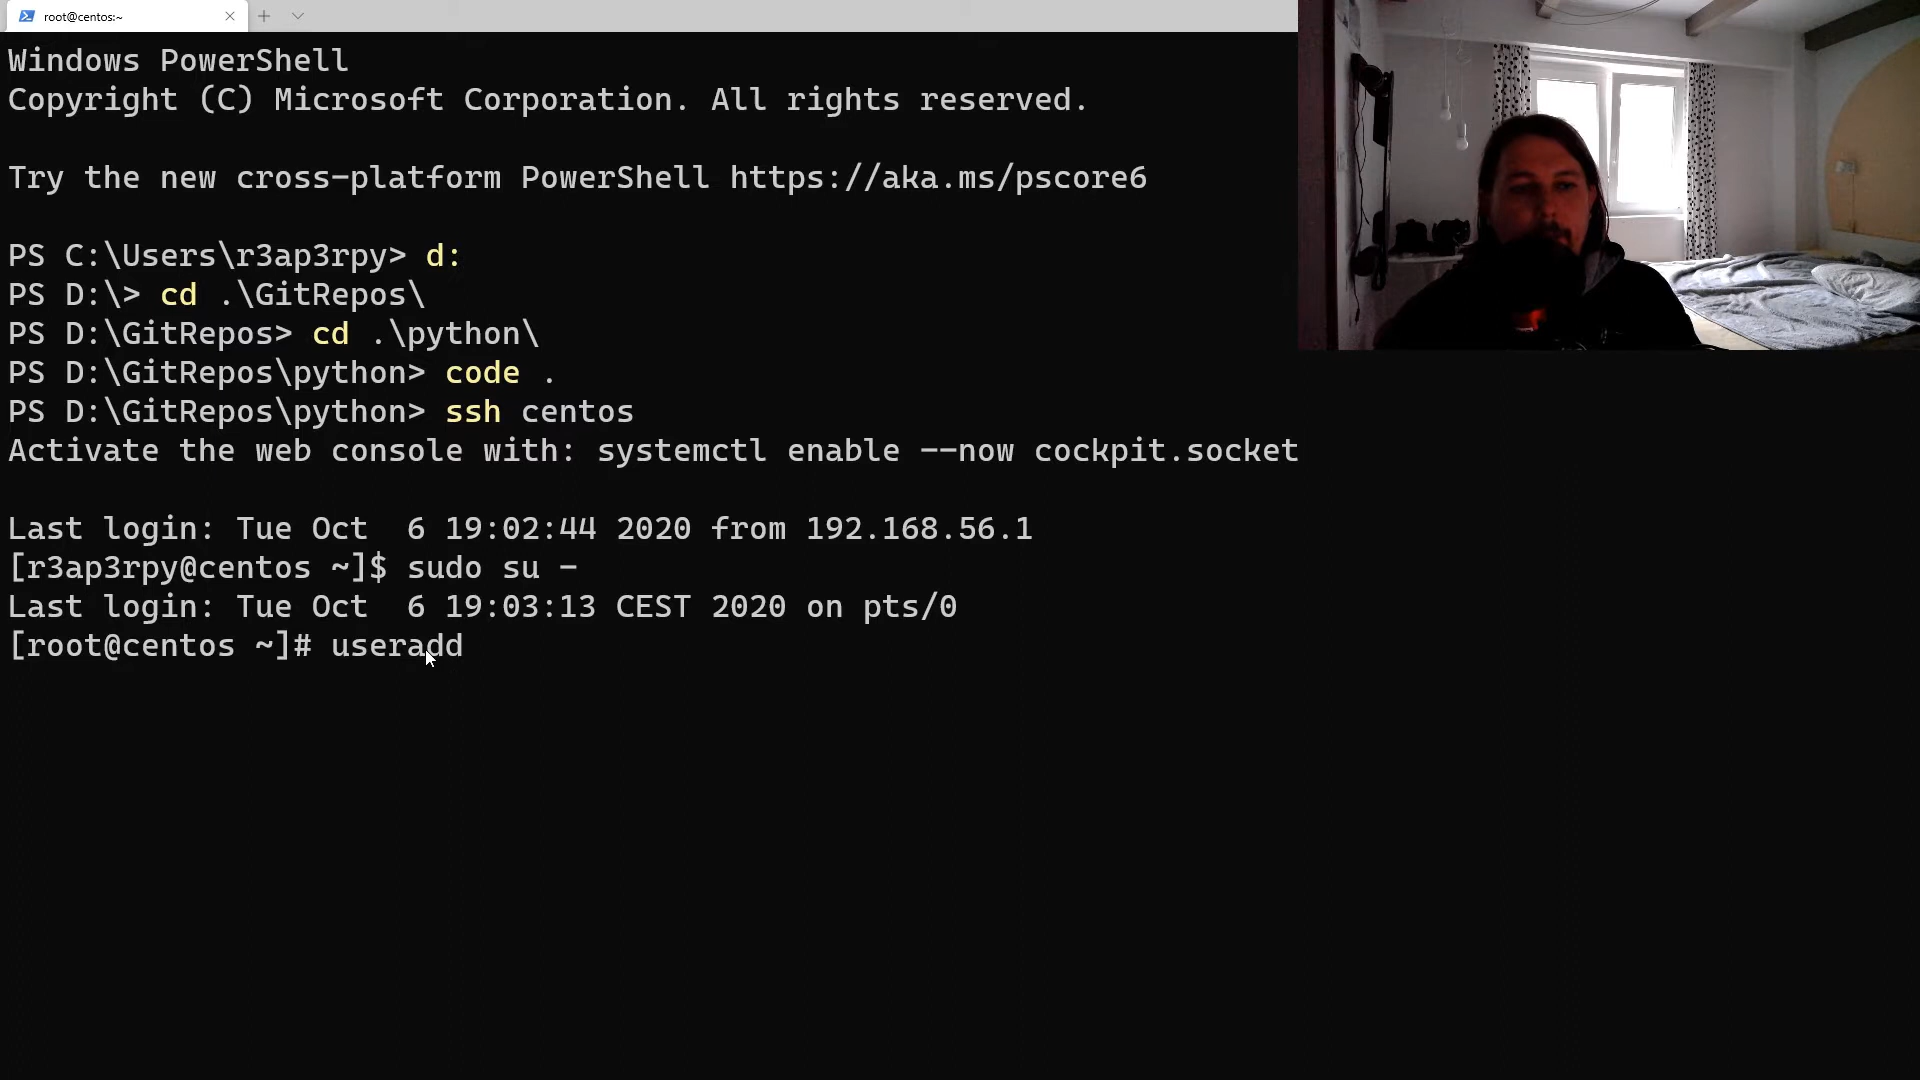 root@centos:~
Windows PowerShell
Copyright (C) Microsoft Corporation. All rights reserved.
Try the new cross-platform PowerShell https://aka.ms/pscore6
PS C:\Users\r3ap3rpy> d:
PS D:\> cd .\GitRepos\
PS D:\GitRepos> cd .\python\
PS D:\GitRepos\python> code .
PS D:\GitRepos\python> ssh centos
Activate the web console with: systemctl enable --now cockpit.socket
Last login: Tue Oct  6 19:02:44 2020 from 192.168.56.1
[r3ap3rpy@centos ~]$ sudo su -
Last login: Tue Oct  6 19:03:13 CEST 2020 on pts/0
[root@centos ~]# useradd